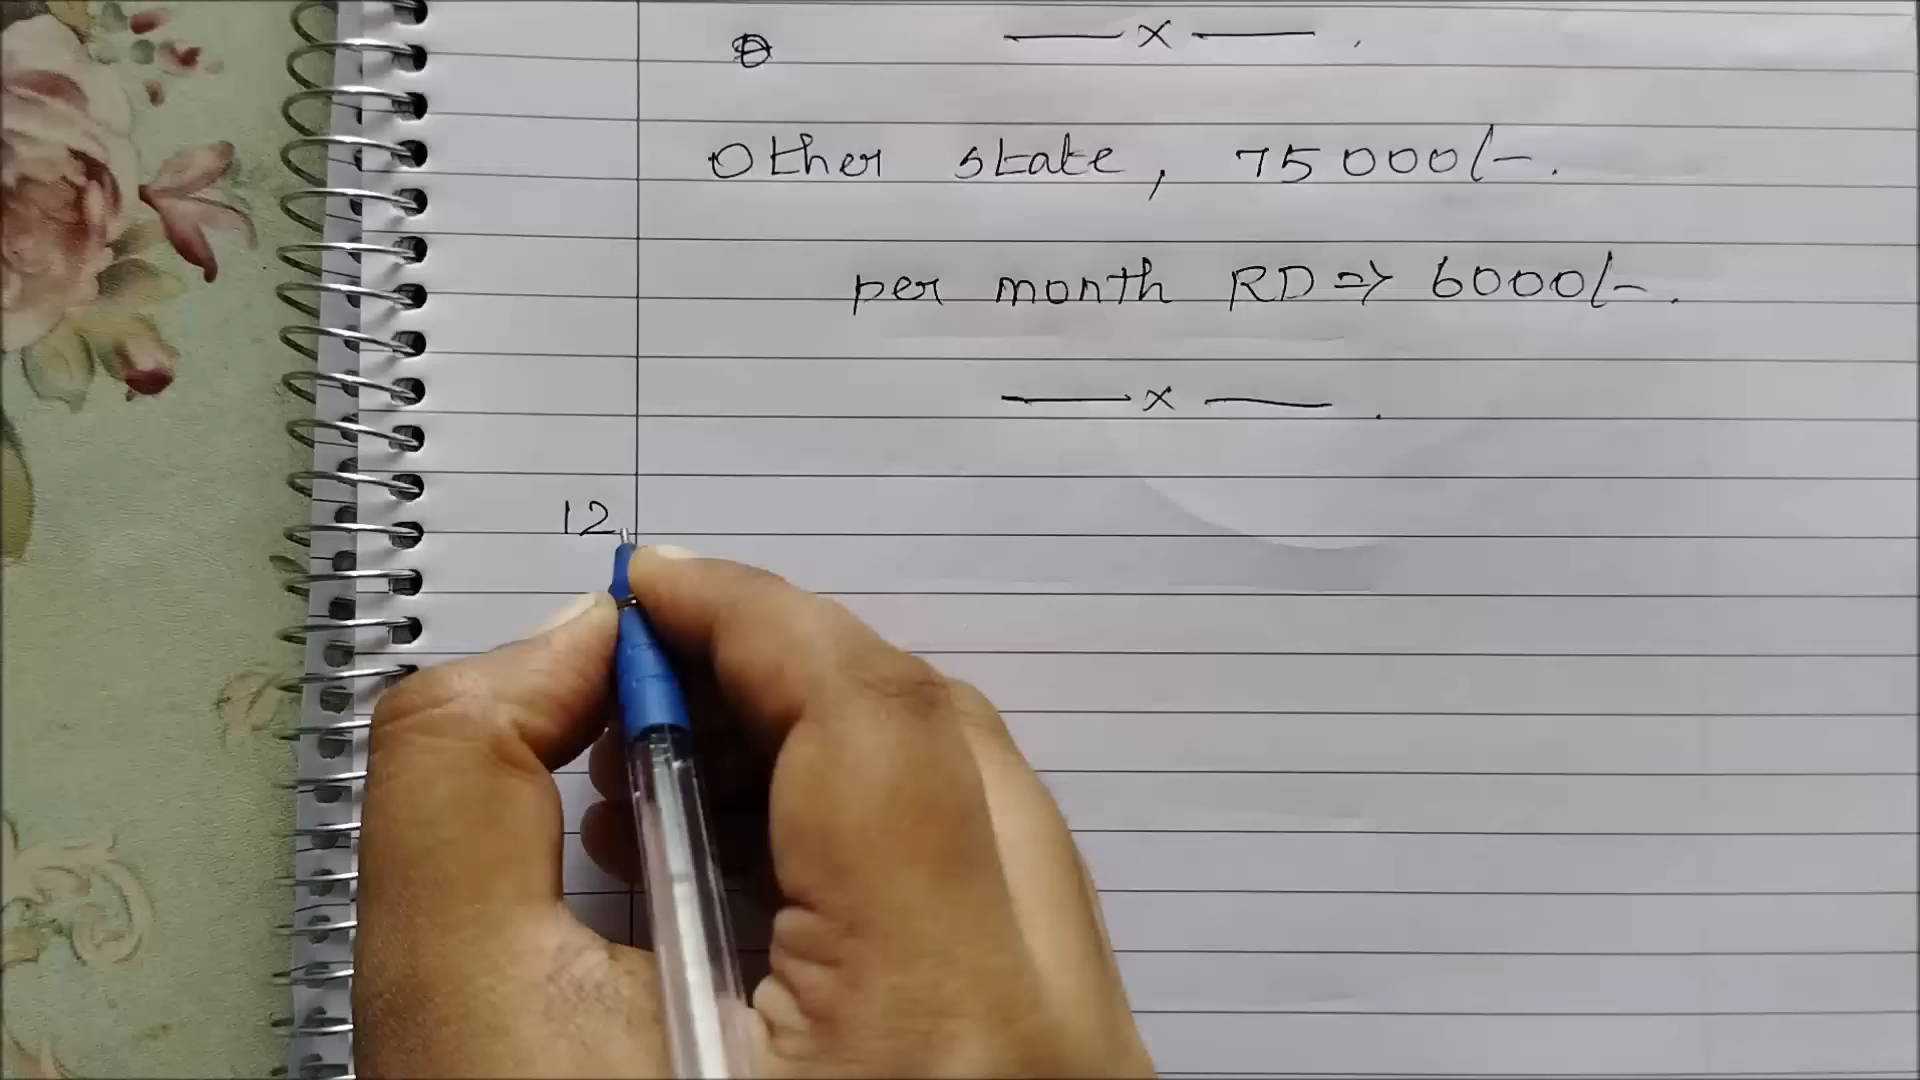 — x — .
Other state, 75000/-.
per month RD => 6000/-.
— x — .
12